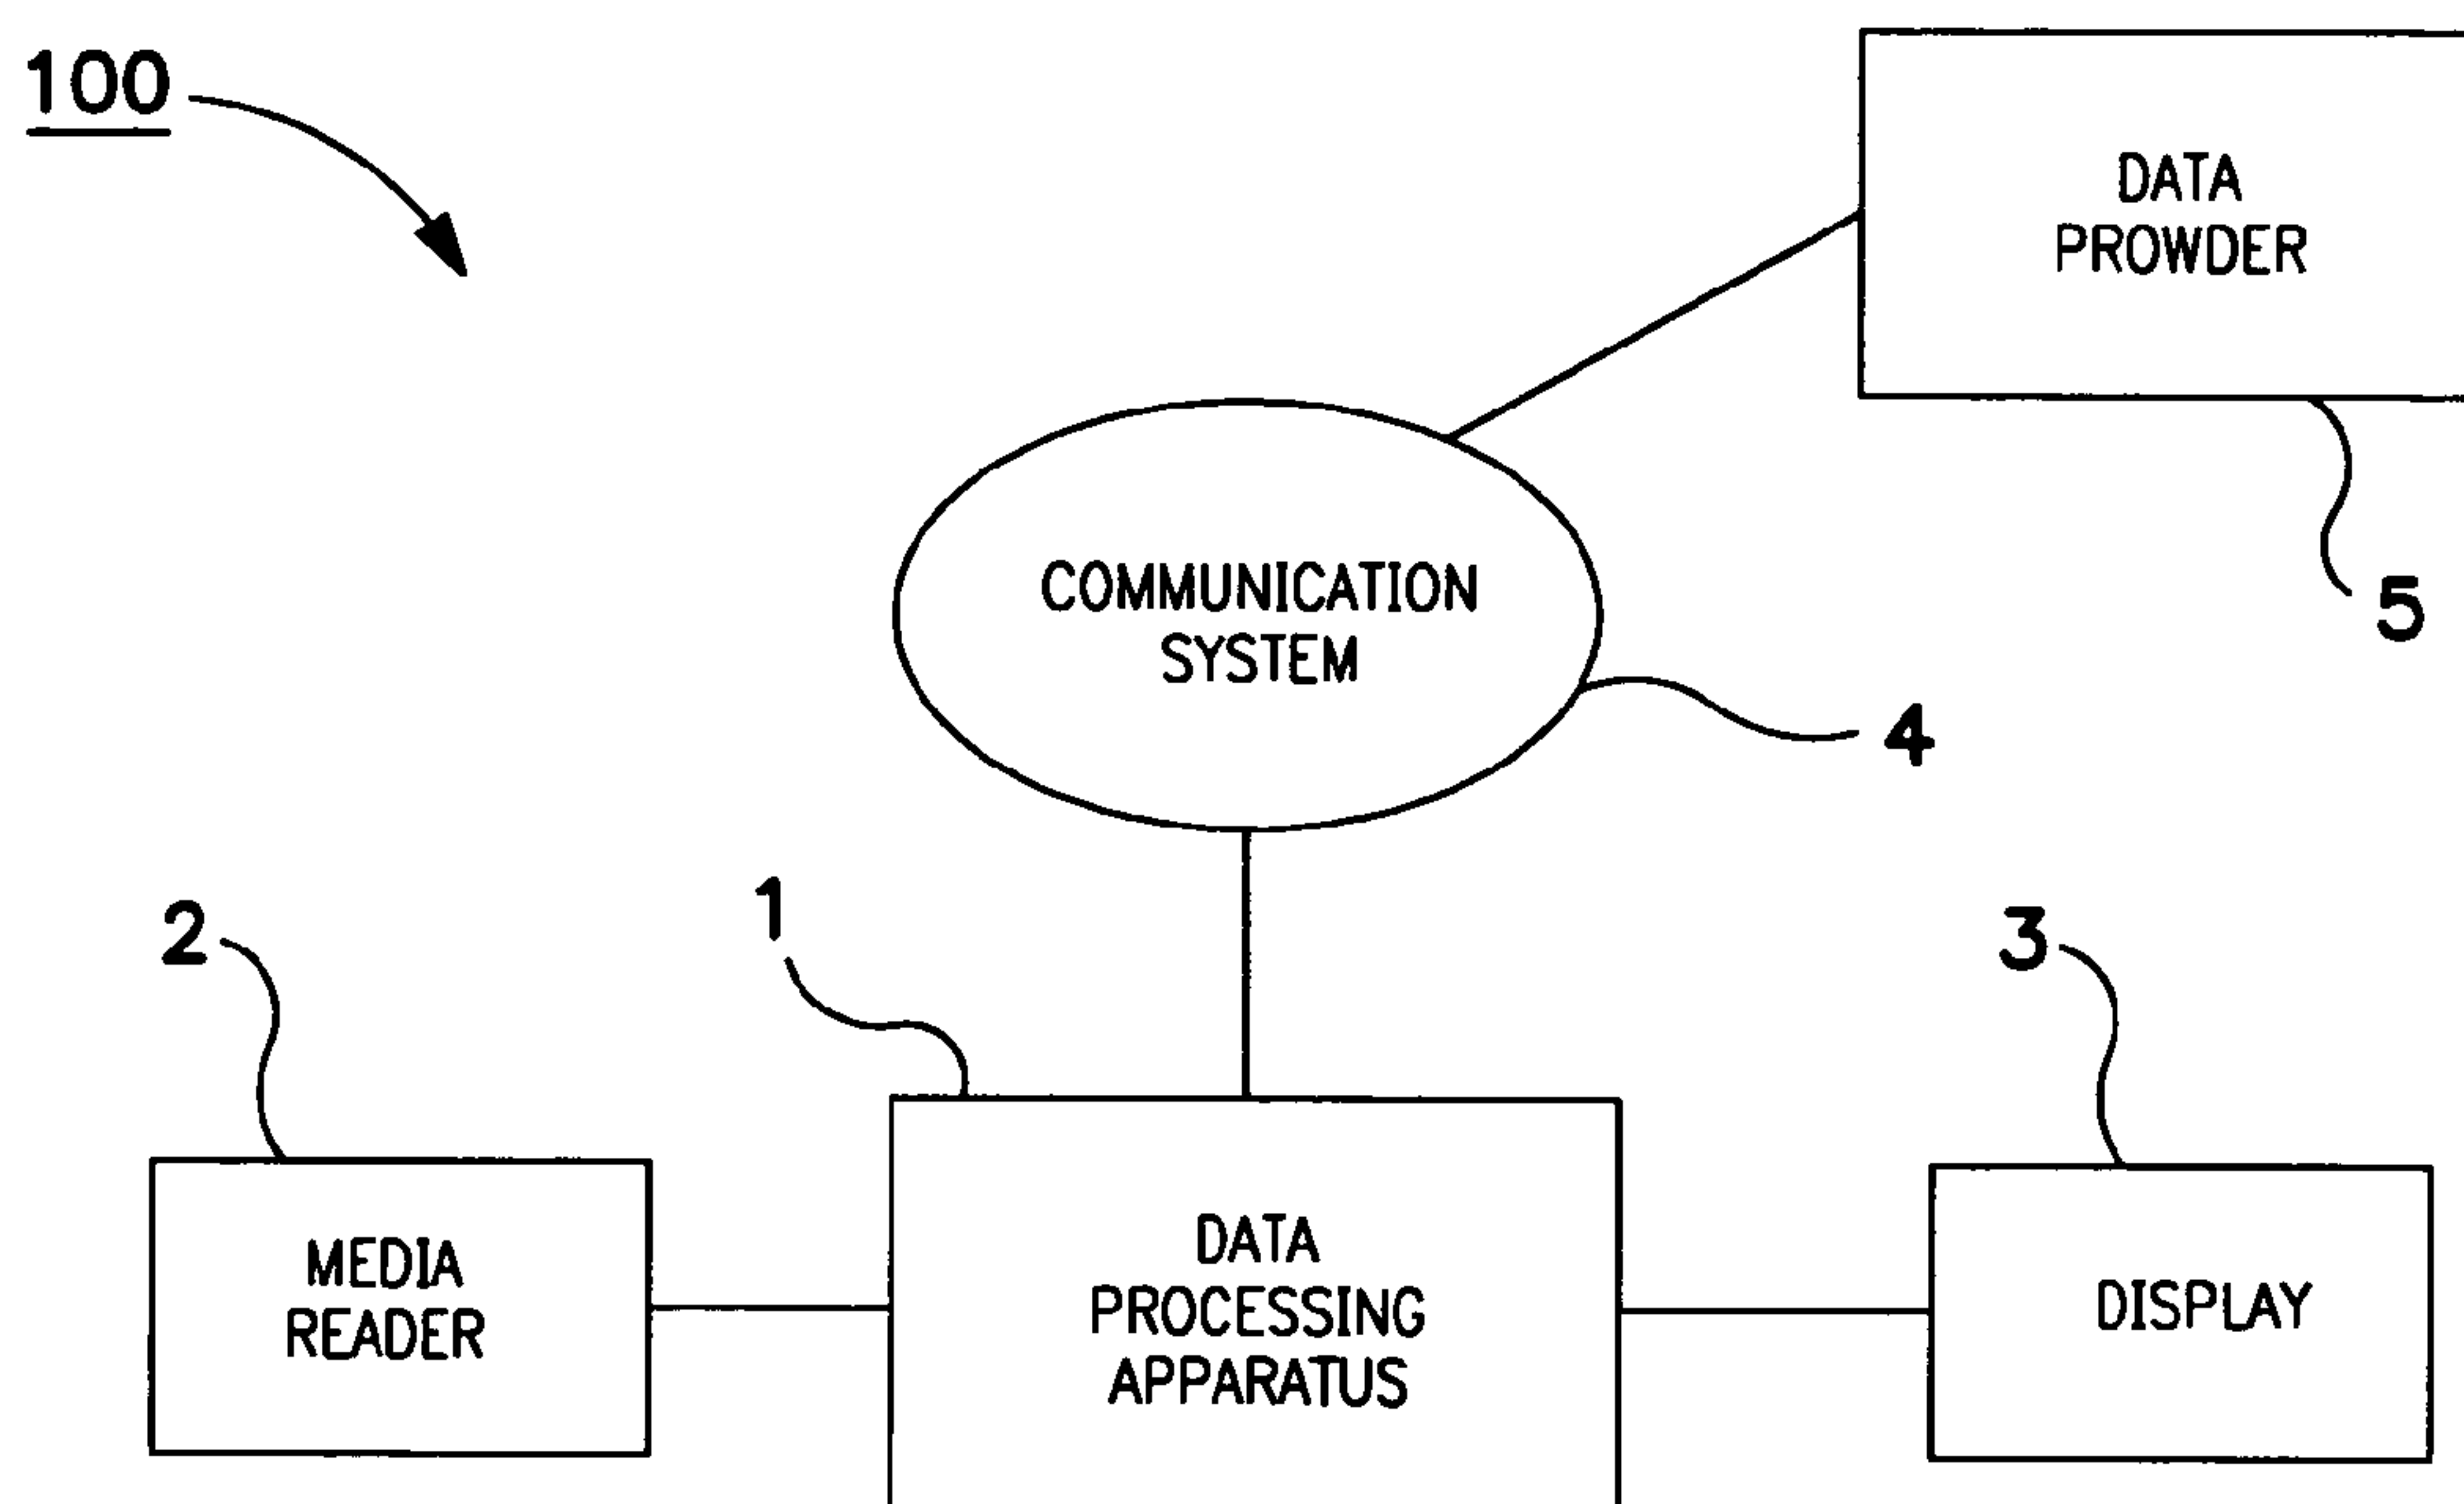 100
DATA
PROWDER
COMMUNICATION
SYSTEM
5
4
1
2
3
MEDIA
READER
DATA
PROCESSING
APPARATUS
DISPLAY